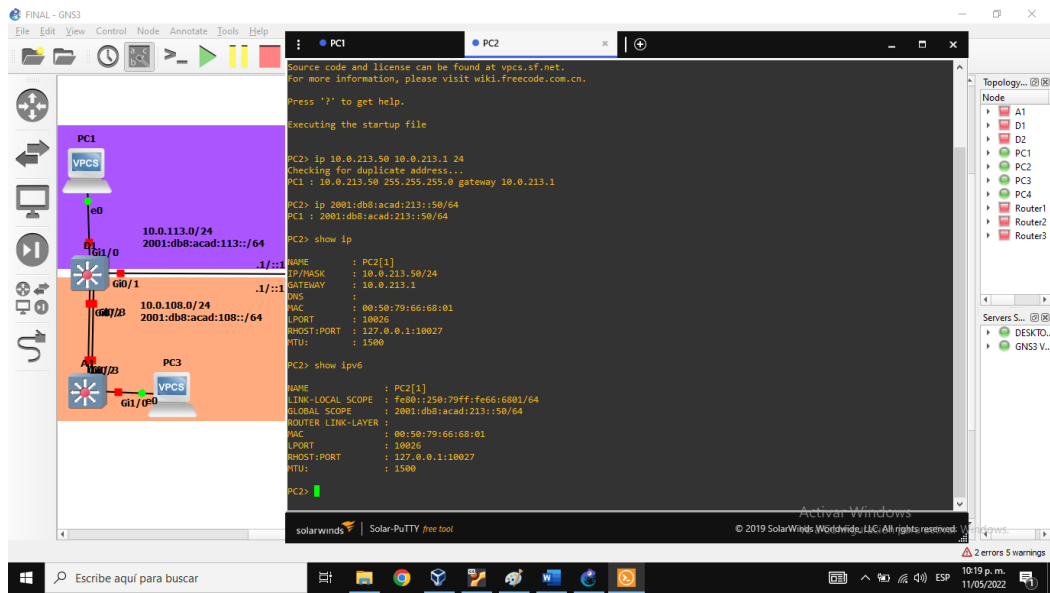 FINAL - GNS3
File Edit View Control Node Annotate Tools Help
PC1
PC2
Source code and license can be found at vpcs.sf.net.
For more information, please visit wiki.freecode.com.cn.
Press '?' to get help.
Executing the startup file
PC2> ip 10.0.213.50 10.0.213.1 24
Checking for duplicate address...
PC1 : 10.0.213.50 255.255.255.0 gateway 10.0.213.1
PC2> ip 2001:db8:acad:213::50/64
PC1 : 2001:db8:acad:213::50/64
PC2> show ip
NAME : PC2[1]
IP/MASK : 10.0.213.50/24
GATEWAY : 10.0.213.1
DNS :
MAC : 00:50:79:66:68:01
LPORT : 10026
RHOST:PORT : 127.0.0.1:10027
MTU: : 1500
PC2> show ipv6
NAME : PC2[1]
LINK-LOCAL SCOPE : fe80::250:79ff:fe66:6801/64
GLOBAL SCOPE : 2001:db8:acad:213::50/64
ROUTER LINK-LAYER :
MAC : 00:50:79:66:68:01
LPORT : 10026
RHOST:PORT : 127.0.0.1:10027
MTU: : 1500
PC2>
solarwinds Solar-PuTTY free tool
© 2019 SolarWinds Worldwide, LLC. All rights reserved.
Activar Windows
PC1
VPCS
e0
10.0.113.0/24
2001:db8:acad:113::/64
D1
Gi1/0
.1/::1
Gi0/1
.1/::1
10.0.108.0/24
2001:db8:acad:108::/64
A1
PC3
VPCS
Gi1/0
e0
Topology...
Node
A1
D1
D2
PC1
PC2
PC3
PC4
Router1
Router2
Router3
Servers S...
DESKTO..
GNS3 V..
2 errors 5 warnings
Escribe aquí para buscar
ESP
10:19 p. m.
11/05/2022
1